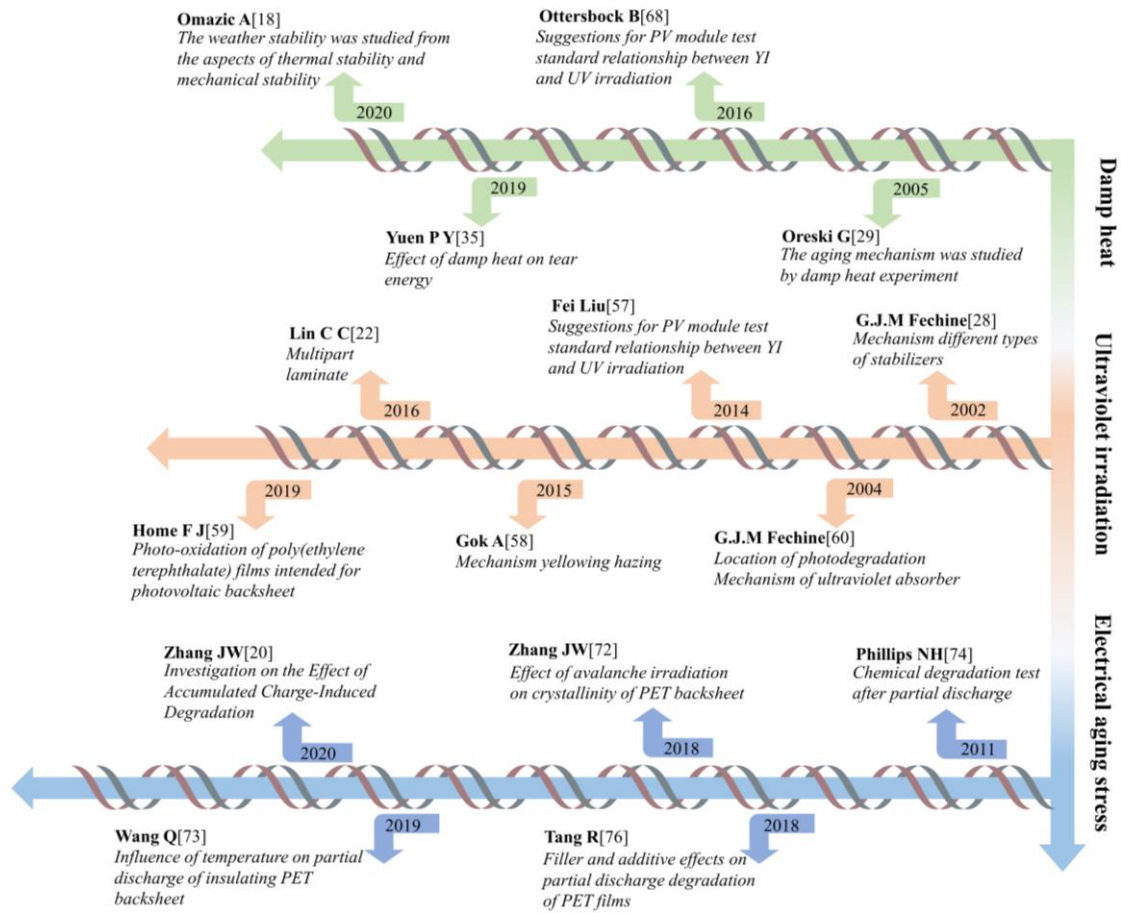 Omazic A[18]
The weather stability was studied from
the aspects of thermal stability and
mechanical stability
2020
Ottersbock B[68]
Suggestions for PV module test
standard relationship between YI
and UV irradiation
2016
2019
Yuen P Y[35]
Effect of damp heat on tear
energy
2005
Oreski G[29]
The aging mechanism was studied
by damp heat experiment
Damp heat
Lin C C[22]
Multipart
laminate
2016
Fei Liu[57]
Suggestions for PV module test
standard relationship between YI
and UV irradiation
2014
G.J.M Fechine[28]
Mechanism different types
of stabilizers
2002
2019
Home F J[59]
Photo-oxidation of poly(ethylene
terephthalate) films intended for
photovoltaic backsheet
2015
Gok A[58]
Mechanism yellowing hazing
2004
G.J.M Fechine[60]
Location of photodegradation
Mechanism of ultraviolet absorber
Ultraviolet irradiation
Zhang JW[20]
Investigation on the Effect of
Accumulated Charge-Induced
Degradation
2020
Zhang JW[72]
Effect of avalanche irradiation
on crystallinity of PET backsheet
2018
Phillips NH[74]
Chemical degradation test
after partial discharge
2011
2019
Wang Q[73]
Influence of temperature on partial
discharge of insulating PET
backsheet
2018
Tang R[76]
Filler and additive effects on
partial discharge degradation
of PET films
Electrical aging stress